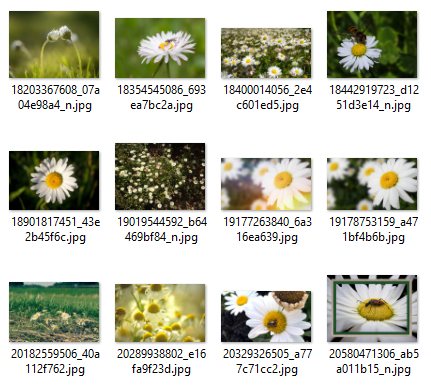 18203367608_07a
04e98a4_n.jpg
18354545086_693
ea7bc2a.jpg
18400014056_2e4
c601ed5.jpg
18442919723_d12
51d3e14_n.jpg
18901817451_43e
2b45f6c.jpg
19019544592_b64
469bf84_n.jpg
19177263840_6a3
16ea639.jpg
19178753159_a47
1bf4b6b.jpg
20182559506_40a
112f762.jpg
20289938802_e16
fa9f23d.jpg
20329326505_a77
7c71cc2.jpg
20580471306_ab5
a011b15_n.jpg